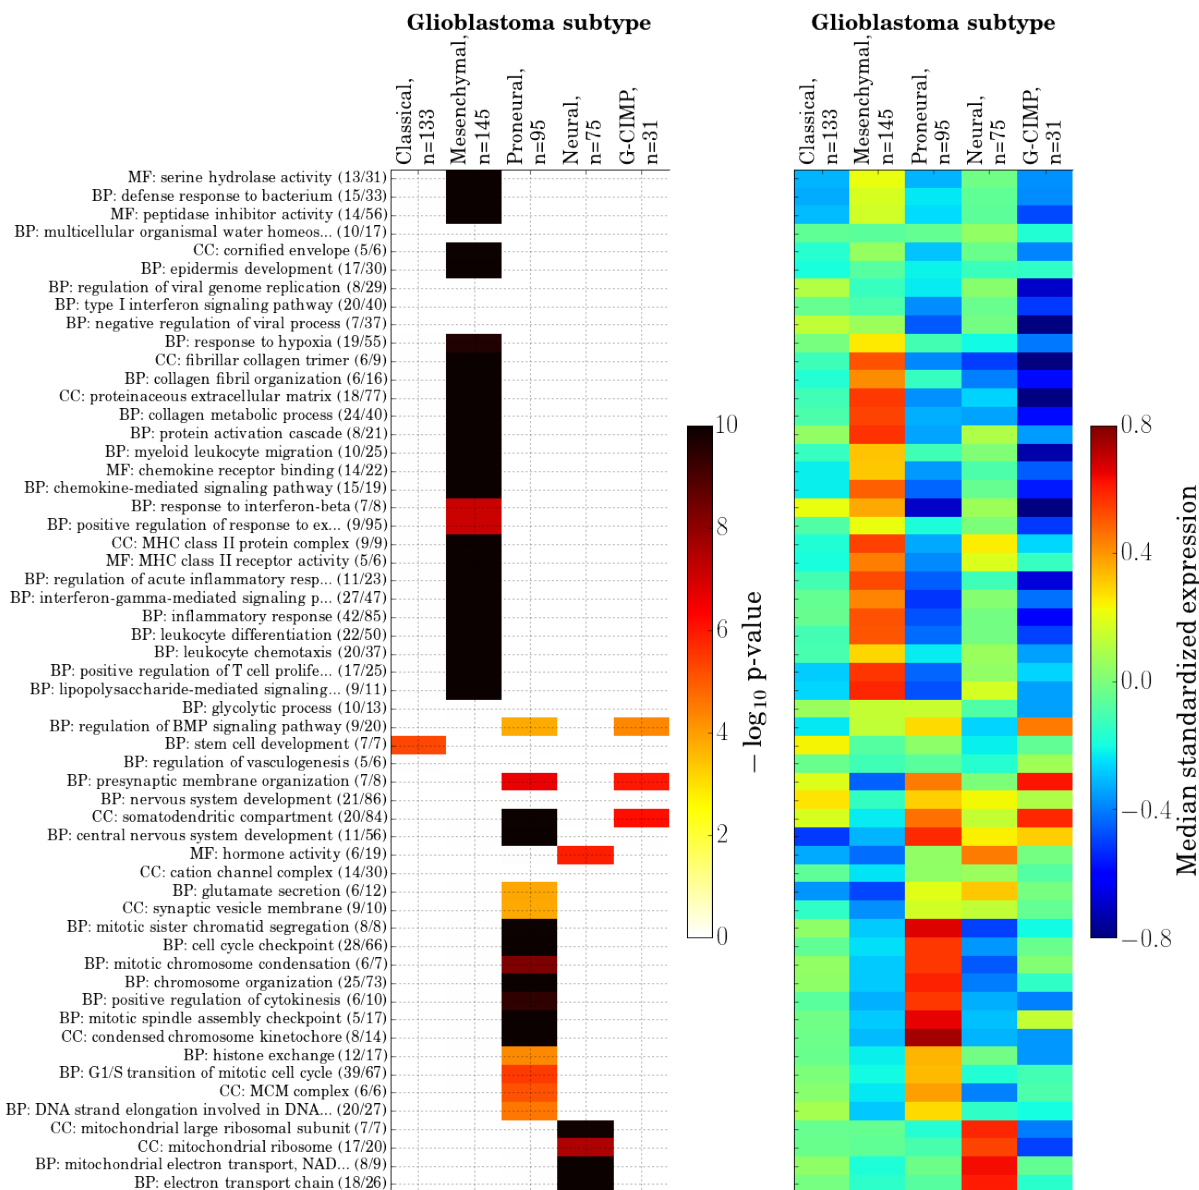 Glioblastoma subtype
Glioblastoma subtype
Classical,
n=133
Mesenchymal,
n=145
Proneural,
n=95
Neural,
n=75
G-CIMP,
n=31
Classical,
n=133
Mesenchymal,
n=145
Proneural,
n=95
Neural,
n=75
G-CIMP,
n=31
MF: serine hydrolase activity (13/31)
BP: defense response to bacterium (15/33)
MF: peptidase inhibitor activity (14/56)
BP: multicellular organismal water homeos... (10/17)
CC: cornified envelope (5/6)
BP: epidermis development (17/30)
BP: regulation of viral genome replication (8/29)
BP: type I interferon signaling pathway (20/40)
BP: negative regulation of viral process (7/37)
BP: response to hypoxia (19/55)
CC: fibrillar collagen trimer (6/9)
BP: collagen fibril organization (6/16)
CC: proteinaceous extracellular matrix (18/77)
BP: collagen metabolic process (24/40)
BP: protein activation cascade (8/21)
BP: myeloid leukocyte migration (10/25)
MF: chemokine receptor binding (14/22)
BP: chemokine-mediated signaling pathway (15/19)
BP: response to interferon-beta (7/8)
BP: positive regulation of response to ex... (9/95)
CC: MHC class II protein complex (9/9)
MF: MHC class II receptor activity (5/6)
BP: regulation of acute inflammatory resp... (11/23)
BP: interferon-gamma-mediated signaling p... (27/47)
BP: inflammatory response (42/85)
BP: leukocyte differentiation (22/50)
BP: leukocyte chemotaxis (20/37)
BP: positive regulation of T cell prolife... (17/25)
BP: lipopolysaccharide-mediated signaling... (9/11)
BP: glycolytic process (10/13)
BP: regulation of BMP signaling pathway (9/20)
BP: stem cell development (7/7)
BP: regulation of vasculogenesis (5/6)
BP: presynaptic membrane organization (7/8)
BP: nervous system development (21/86)
CC: somatodendritic compartment (20/84)
BP: central nervous system development (11/56)
MF: hormone activity (6/19)
CC: cation channel complex (14/30)
BP: glutamate secretion (6/12)
CC: synaptic vesicle membrane (9/10)
BP: mitotic sister chromatid segregation (8/8)
BP: cell cycle checkpoint (28/66)
BP: mitotic chromosome condensation (6/7)
BP: chromosome organization (25/73)
BP: positive regulation of cytokinesis (6/10)
BP: mitotic spindle assembly checkpoint (5/17)
CC: condensed chromosome kinetochore (8/14)
BP: histone exchange (12/17)
BP: G1/S transition of mitotic cell cycle (39/67)
CC: MCM complex (6/6)
BP: DNA strand elongation involved in DNA... (20/27)
CC: mitochondrial large ribosomal subunit (7/7)
CC: mitochondrial ribosome (17/20)
BP: mitochondrial electron transport, NAD... (8/9)
BP: electron transport chain (18/26)
10
8
6
4
2
0
− log10 p-value
0.8
0.4
0.0
−0.4
−0.8
Median standardized expression